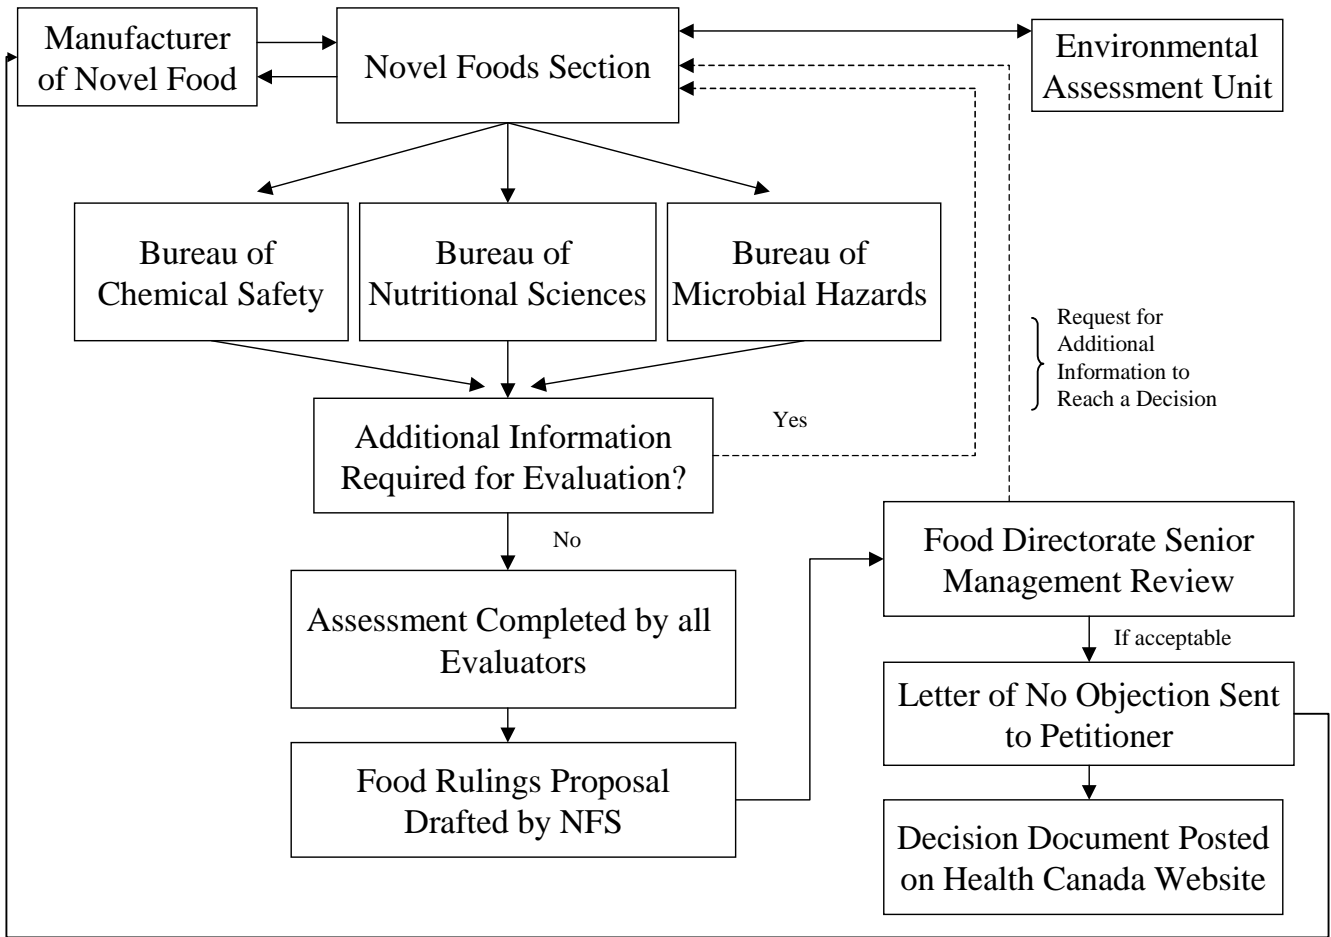 Manufacturer
of Novel Food
Novel Foods Section
Environmental
Assessment Unit
Bureau of
Chemical Safety
Bureau of
Nutritional Sciences
Bureau of
Microbial Hazards
Request for
Additional
Information to
Reach a Decision
Additional Information
Required for Evaluation?
Yes
No
Food Directorate Senior
Management Review
Assessment Completed by all
Evaluators
If acceptable
Letter of No Objection Sent
to Petitioner
Food Rulings Proposal
Drafted by NFS
Decision Document Posted
on Health Canada Website